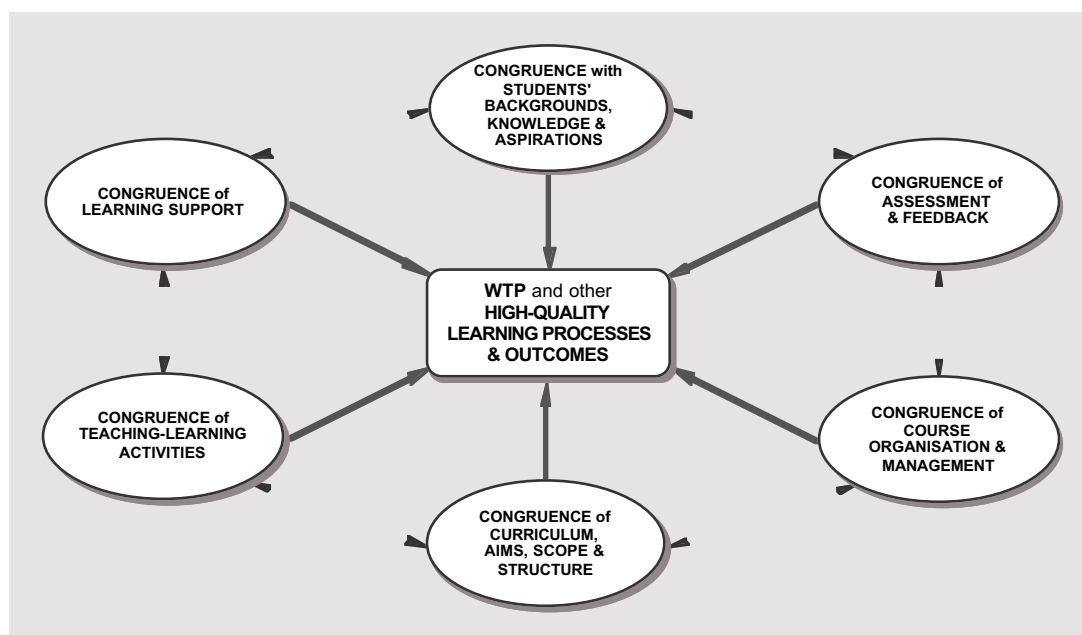 CONGRUENCE with
STUDENTS'
BACKGROUNDS,
KNOWLEDGE &
ASPIRATIONS
CONGRUENCE of
LEARNING SUPPORT
CONGRUENCE of
ASSESSMENT
& FEEDBACK
WTP and other
HIGH-QUALITY
LEARNING PROCESSES
& OUTCOMES
CONGRUENCE of
TEACHING-LEARNING
ACTIVITIES
CONGRUENCE of
COURSE
ORGANISATION &
MANAGEMENT
CONGRUENCE of
CURRICULUM,
AIMS, SCOPE &
STRUCTURE